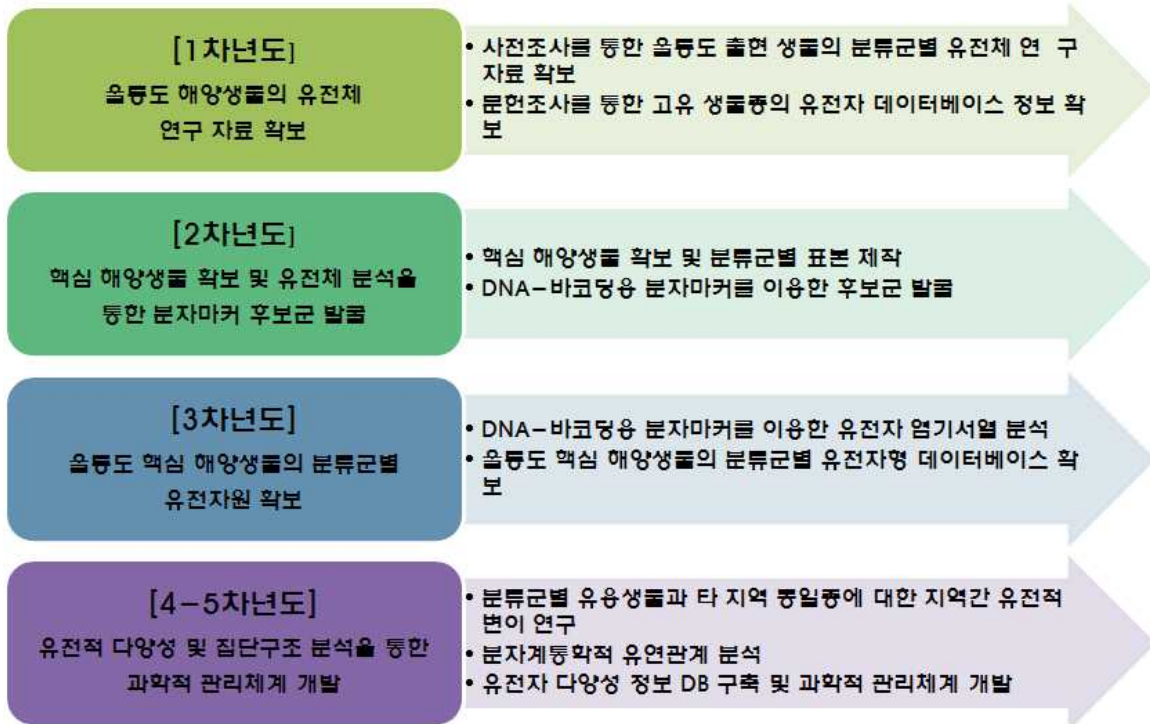 [1차년도]
울릉도 해양생물의 유전체
연구 자료 확보
• 사전조사를 통한 울릉도 출현 생물의 분류군별 유전체 연 구
자료 확보
• 문헌조사를 통한 고유 생물종의 유전자 데이터베이스 정보 확
보
[2차년도]
핵심 해양생물 확보 및 유전체 분석을
통한 분자마커 후보군 발굴
• 핵심 해양생물 확보 및 분류군별 표본 제작
• DNA-바코딩용 분자마커를 이용한 후보군 발굴
[3차년도]
울릉도 핵심 해양생물의 분류군별
유전자원 확보
• DNA-바코딩용 분자마커를 이용한 유전자 염기서열 분석
• 울릉도 핵심 해양생물의 분류군별 유전자형 데이터베이스 확
보
[4-5차년도]
유전적 다양성 및 집단구조 분석을 통한
과학적 관리체계 개발
• 분류군별 유용생물과 타 지역 동일종에 대한 지역간 유전적
변이 연구
• 분자계통학적 유연관계 분석
• 유전자 다양성 정보 DB 구축 및 과학적 관리체계 개발